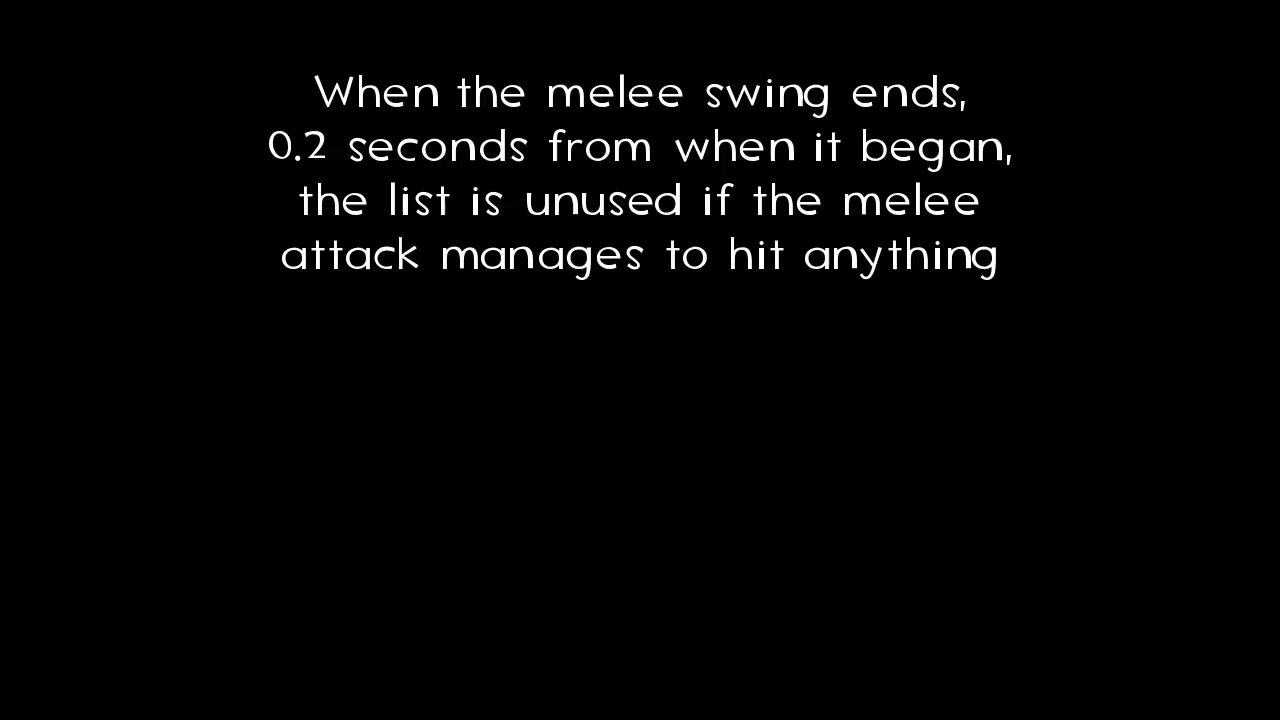 When the melee swing ends,
0.2 seconds from when it began,
the list is unused if the melee
attack manages to hit anything